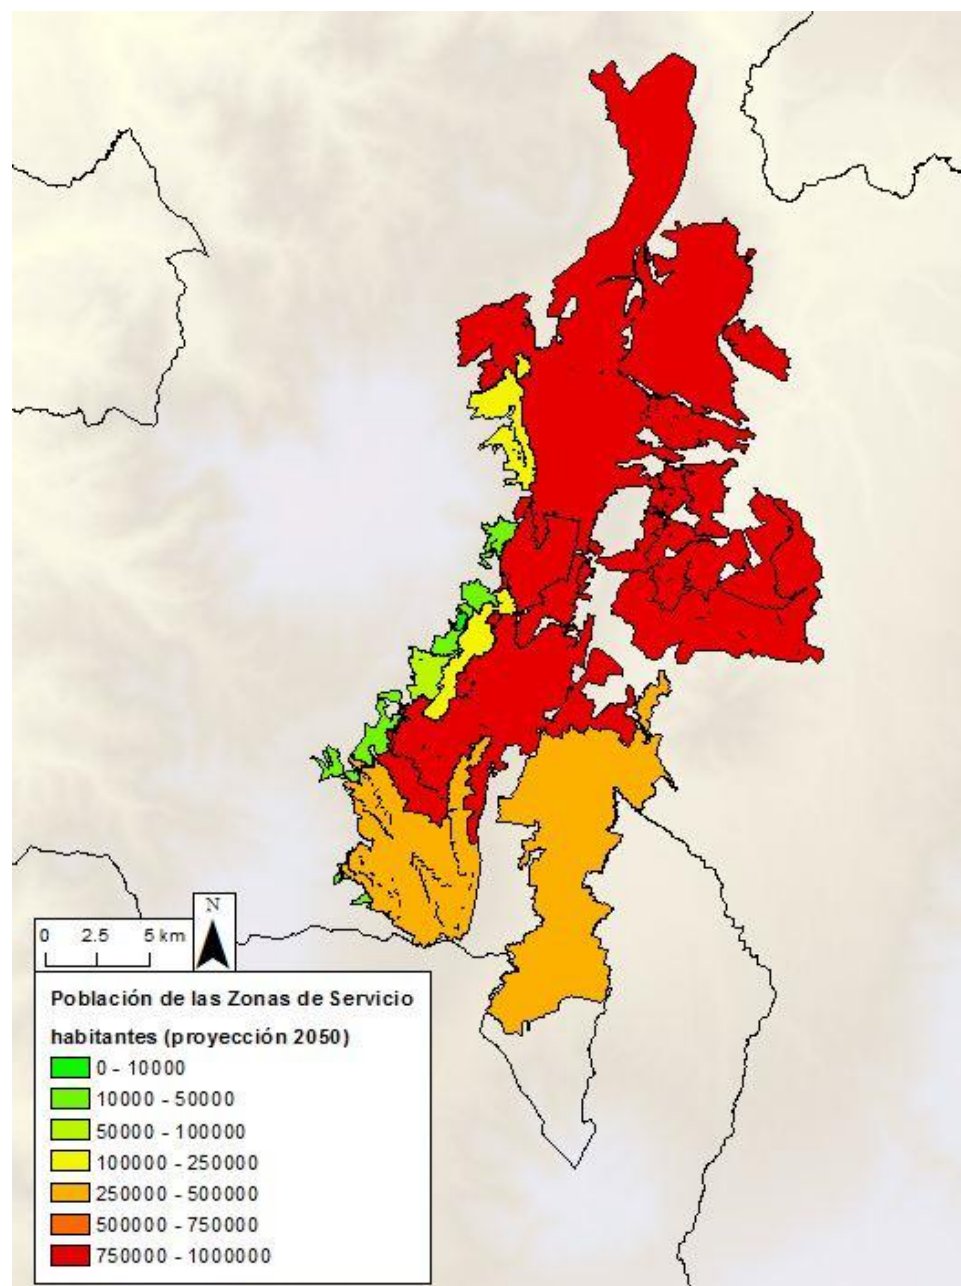 N
0 2.5 5 km
Población de las Zonas de Servicio
habitantes (proyección 2050)
0 - 10000
10000 - 50000
50000 - 100000
100000 - 250000
250000 - 500000
500000 - 750000
750000 - 1000000